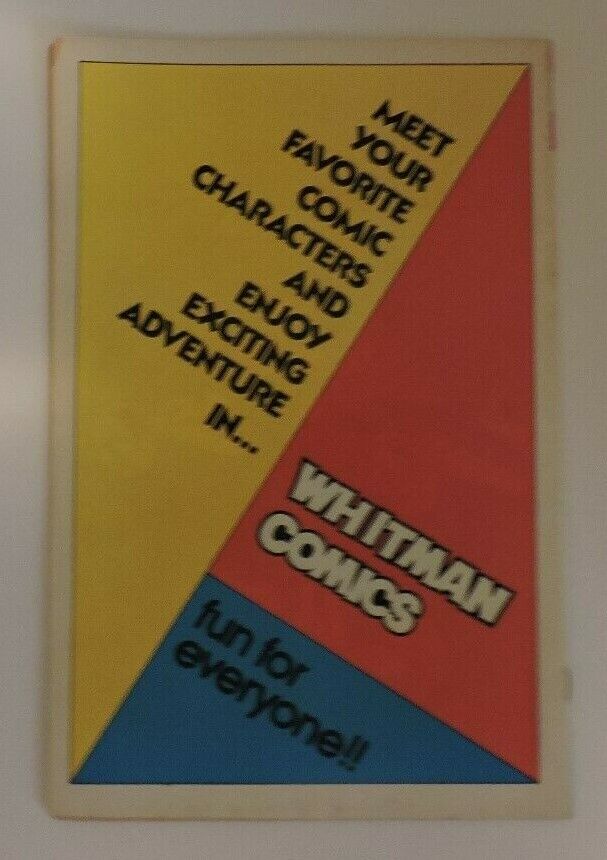 MEET
YOUR
FAVORITE
COMIC
CHARACTERS
AND
ENJOY
EXCITING
ADVENTURE
IN...
WHITMAN
COMICS
fun for
everyone!!